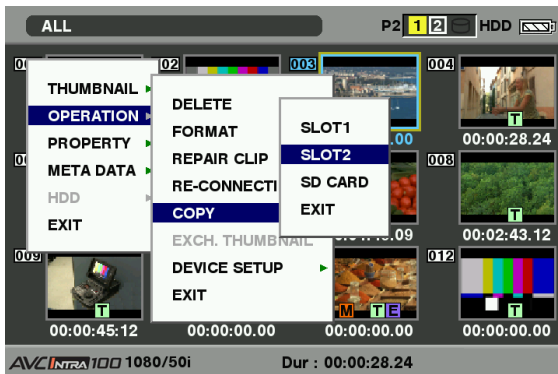 ALL
P2 1 2 HDD
02
003
004
THUMBNAIL
OPERATION
PROPERTY
META DATA
HDD
EXIT
DELETE
FORMAT
REPAIR CLIP
RE-CONNECTI
COPY
EXCH. THUMBNAIL
DEVICE SETUP
EXIT
SLOT1
SLOT2
SD CARD
EXIT
.00
T
00:00:28.24
008
.09
T
00:02:43.12
009
T
00:00:45:12
00:00:00.00
M T E
00:00:00.00
012
T
00:00:00.00
AVC INTRA 100 1080/50i
Dur : 00:00:28.24